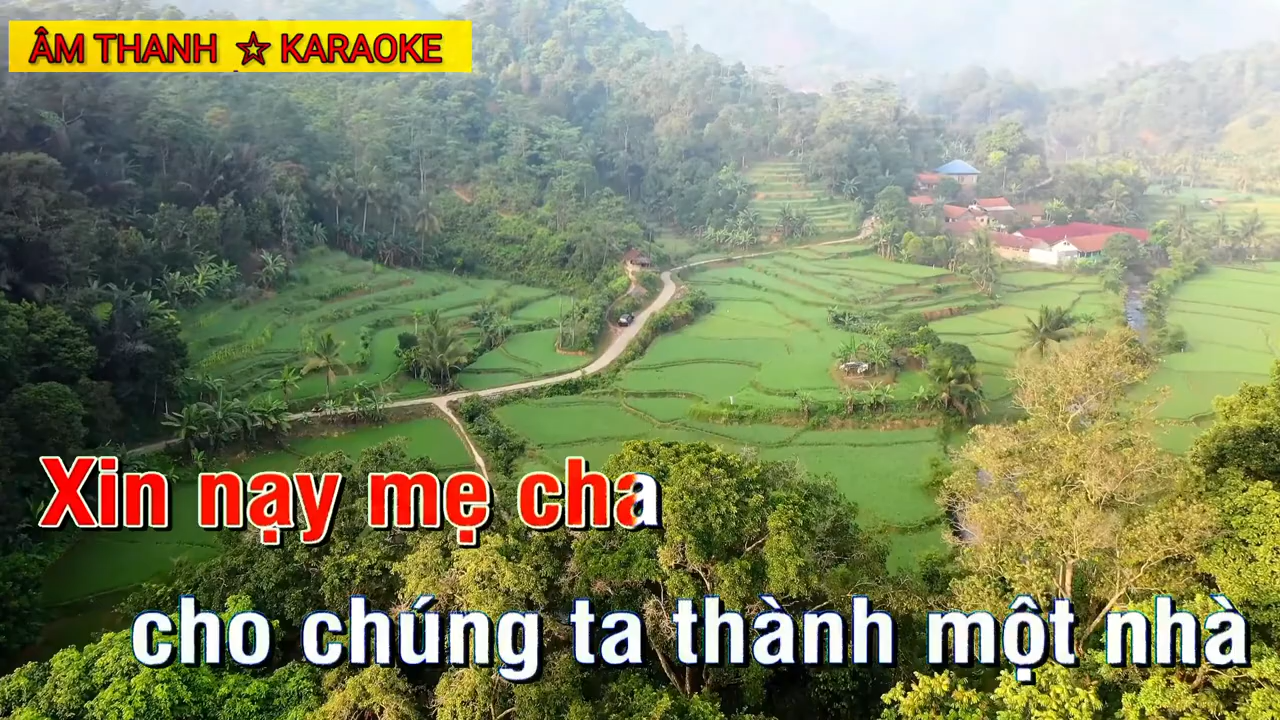 ÂM THANH ☆ KARAOKE
Xin nạy mẹ cha
cho chúng ta thành một nhà